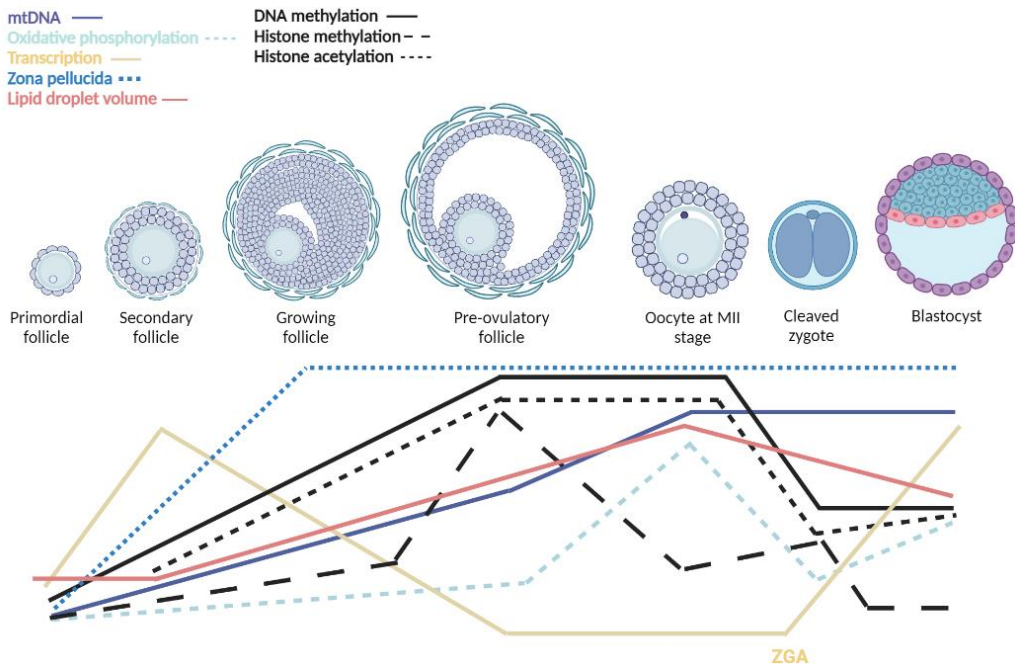 mtDNA
Oxidative phosphorylation
Transcription
Zona pellucida
Lipid droplet volume
DNA methylation
Histone methylation
Histone acetylation
Primordial
follicle
Secondary
follicle
Growing
follicle
Pre-ovulatory
follicle
Oocyte at MII
stage
Cleaved
zygote
Blastocyst
ZGA